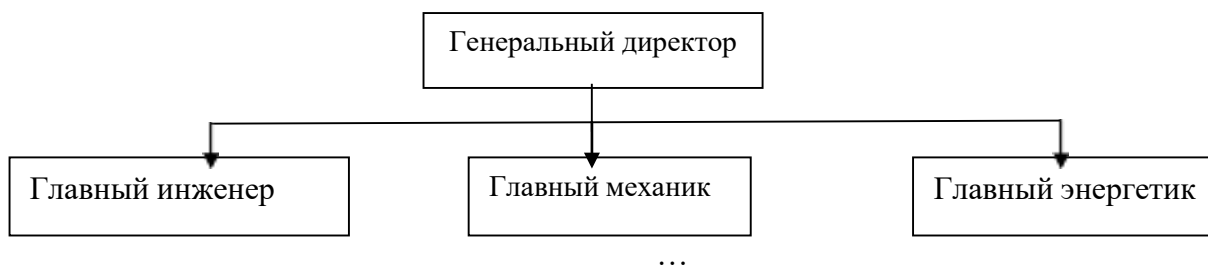 Генеральный директор
Главный инженер
Главный механик
Главный энергетик
...